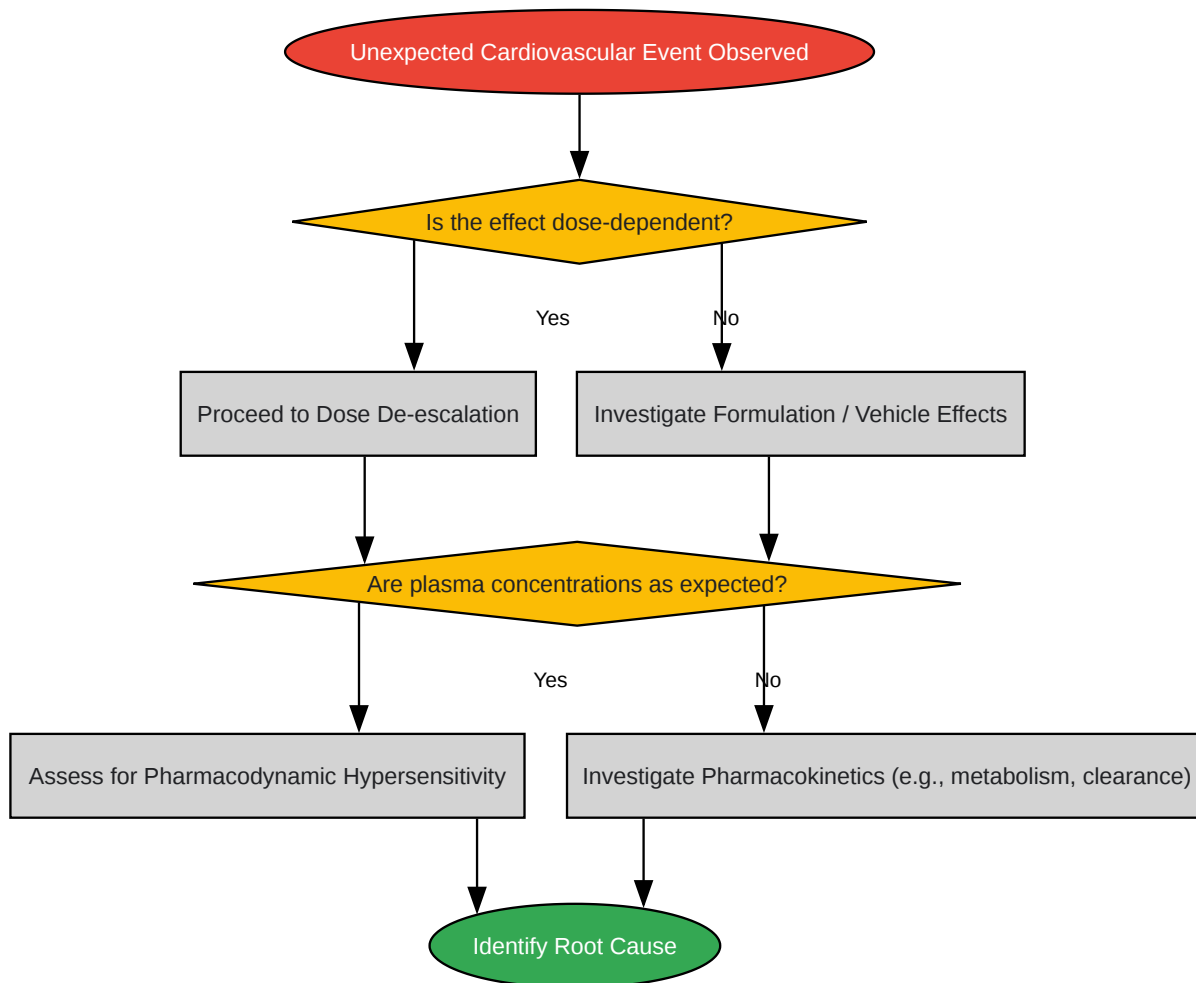 Unexpected Cardiovascular Event Observed
Is the effect dose-dependent?
Yes
No
Proceed to Dose De-escalation
Investigate Formulation / Vehicle Effects
Are plasma concentrations as expected?
Yes
No
Assess for Pharmacodynamic Hypersensitivity
Investigate Pharmacokinetics (e.g., metabolism, clearance)
Identify Root Cause